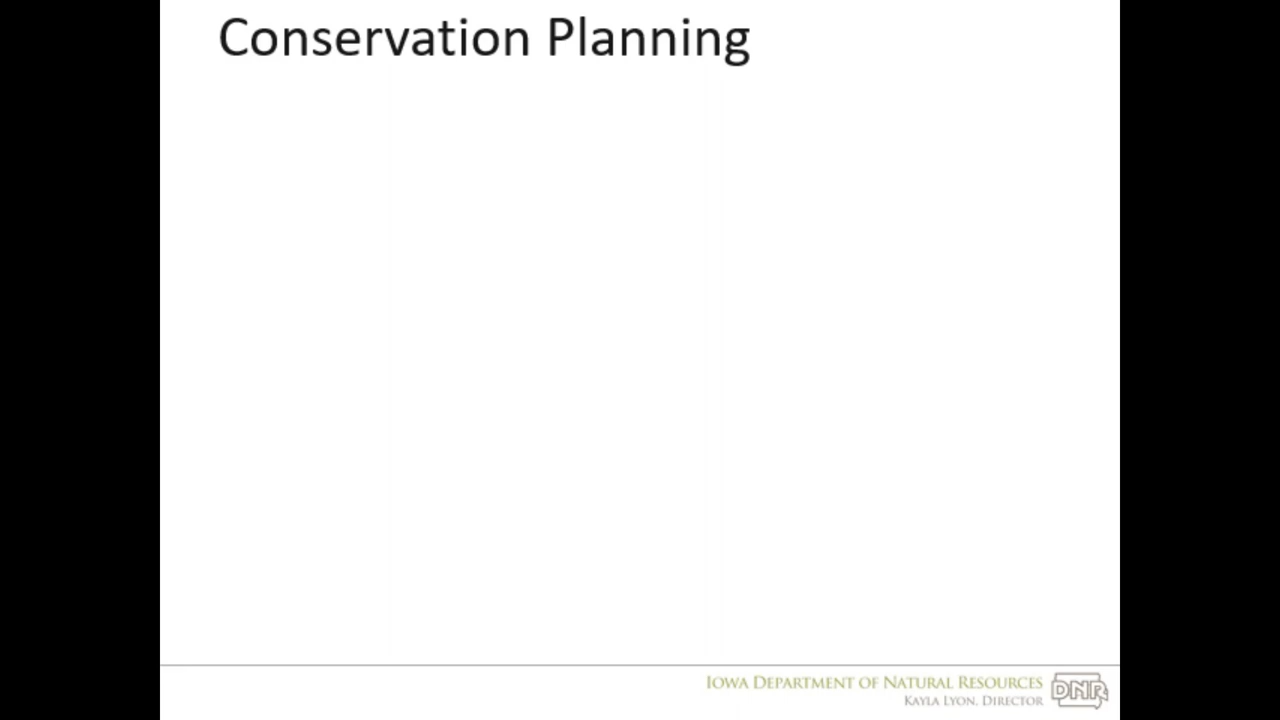 Conservation Planning
IOWA DEPARTMENT OF NATURAL RESOURCES
KAYLA LYON, DIRECTOR
DNR